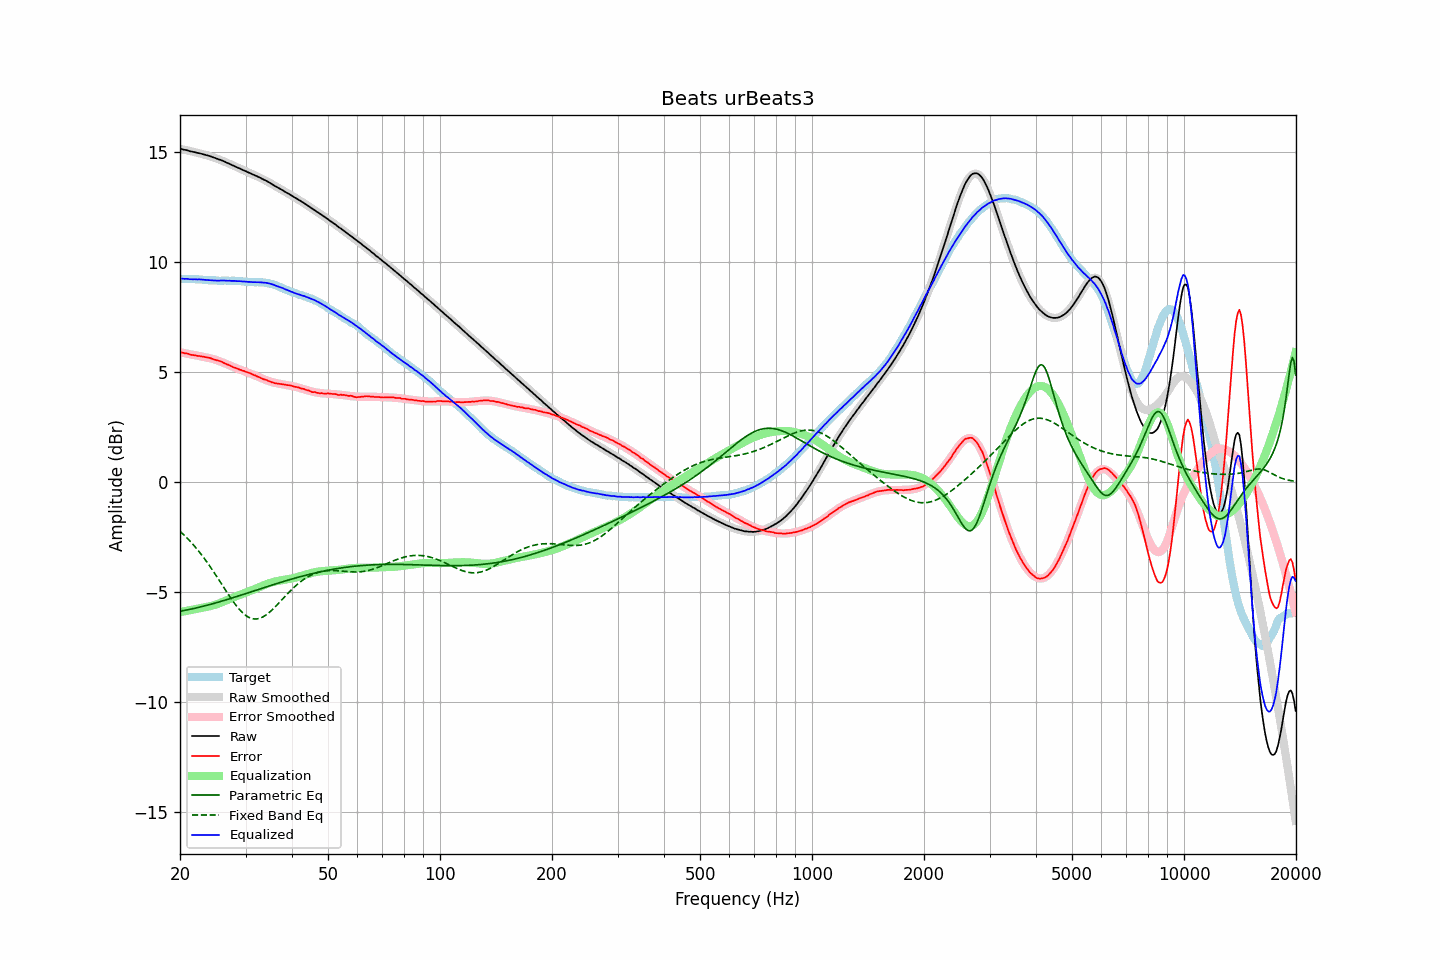 Beats urBeats3
Amplitude (dBr)
15
10
5
0
−5
−10
−15
Target
Raw Smoothed
Error Smoothed
Raw
Error
Equalization
Parametric Eq
Fixed Band Eq
Equalized
20 50 100 200 500 1000 2000 5000 10000 20000
Frequency (Hz)